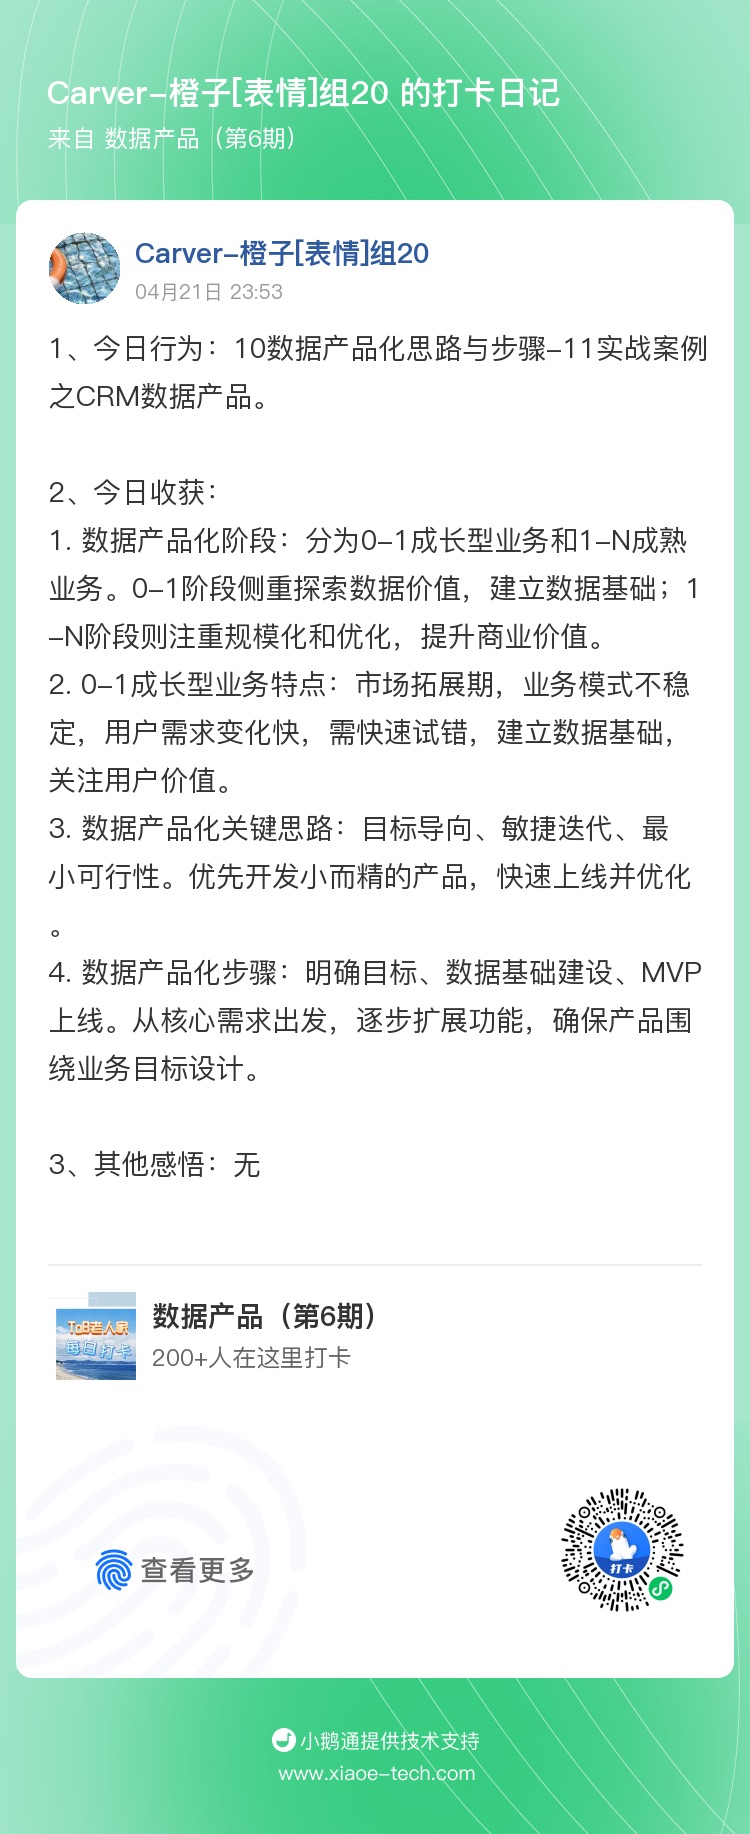 Carver-橙子[表情]组20 的打卡日记
来自 数据产品（第6期）
Carver-橙子[表情]组20
04月21日 23:53
1、今日行为：10数据产品化思路与步骤-11实战案例
之CRM数据产品。
2、今日收获：
1. 数据产品化阶段：分为0-1成长型业务和1-N成熟
业务。0-1阶段侧重探索数据价值，建立数据基础；1
-N阶段则注重规模化和优化，提升商业价值。
2. 0-1成长型业务特点：市场拓展期，业务模式不稳
定，用户需求变化快，需快速试错，建立数据基础，
关注用户价值。
3. 数据产品化关键思路：目标导向、敏捷迭代、最
小可行性。优先开发小而精的产品，快速上线并优化
。
4. 数据产品化步骤：明确目标、数据基础建设、MVP
上线。从核心需求出发，逐步扩展功能，确保产品围
绕业务目标设计。
3、其他感悟：无
ToB老人家
每日打卡
数据产品（第6期）
200+人在这里打卡
查看更多
打卡
小鹅通提供技术支持
www.xiaoe-tech.com